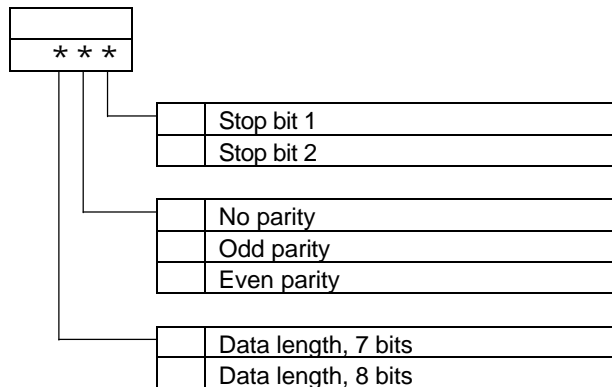 ***
Stop bit 1
Stop bit 2
No parity
Odd parity
Even parity
Data length, 7 bits
Data length, 8 bits